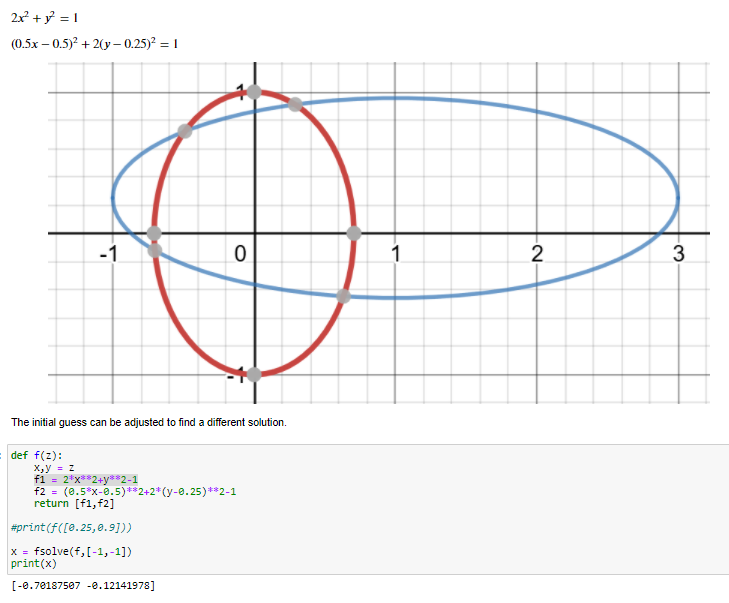 2x² + y² = 1
(0.5x – 0.5)² + 2(y – 0.25)² = 1
1
-1 0 1 2 3
-1
The initial guess can be adjusted to find a different solution.
: def f(z):
x,y = z
f1 = 2*x**2+y**2-1
f2 = (0.5*x-0.5)**2+2*(y-0.25)**2-1
return [f1,f2]
#print(f([0.25,0.9]))
x = fsolve(f,[-1,-1])
print(x)
[-0.70187507 -0.12141978]